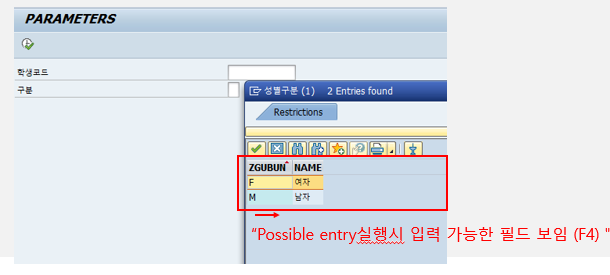 PARAMETERS
학생코드
구분
성별구분 (1) 2 Entries found
Restrictions
ZGUBUN NAME
F 여자
M 남자
“Possible entry실행시 입력 가능한 필드 보임 (F4) "